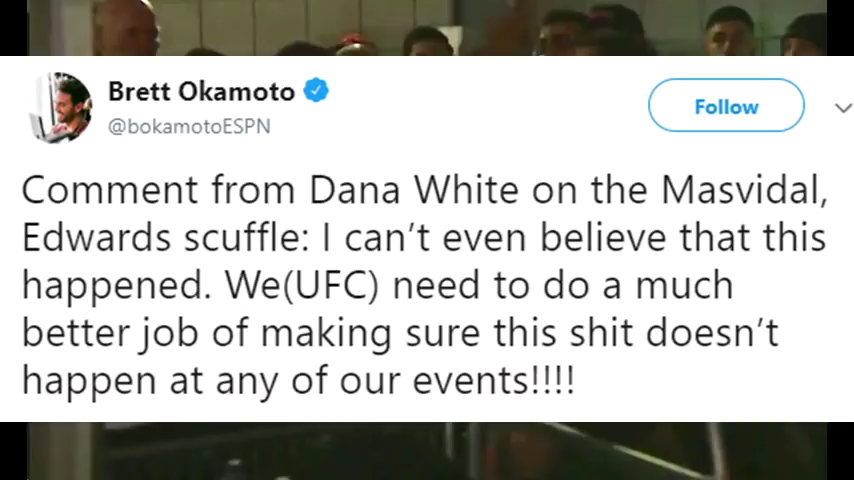 Brett Okamoto
@bokamotoESPN
Follow
Comment from Dana White on the Masvidal,
Edwards scuffle: I can’t even believe that this
happened. We(UFC) need to do a much
better job of making sure this shit doesn’t
happen at any of our events!!!!